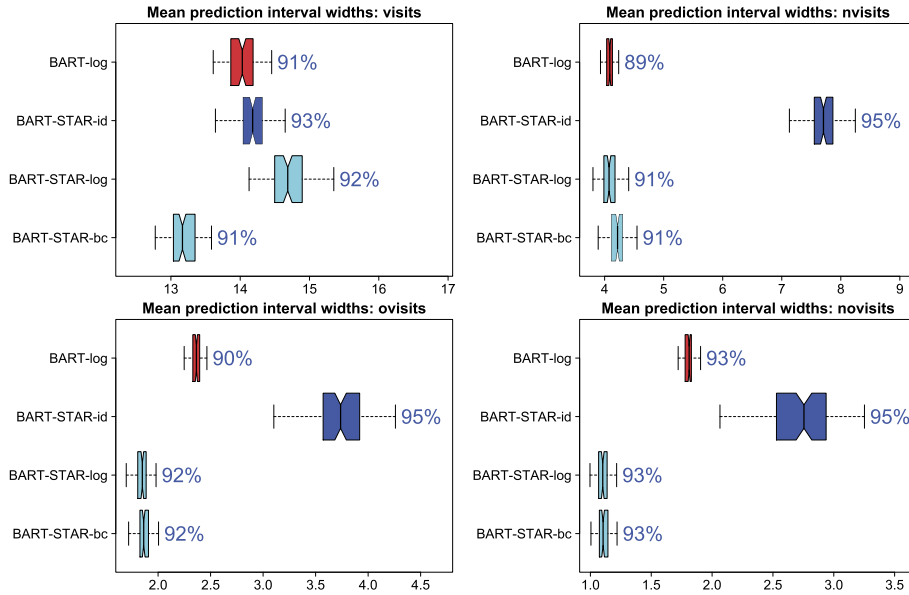 Mean prediction interval widths: visits
BART-log
91%
BART-STAR-id
93%
BART-STAR-log
92%
BART-STAR-bc
91%
13 14 15 16 17
Mean prediction interval widths: nvisits
BART-log
89%
BART-STAR-id
95%
BART-STAR-log
91%
BART-STAR-bc
91%
4 5 6 7 8 9
Mean prediction interval widths: ovisits
BART-log
90%
BART-STAR-id
95%
BART-STAR-log
92%
BART-STAR-bc
92%
2.0 2.5 3.0 3.5 4.0 4.5
Mean prediction interval widths: novisits
BART-log
93%
BART-STAR-id
95%
BART-STAR-log
93%
BART-STAR-bc
93%
1.0 1.5 2.0 2.5 3.0 3.5